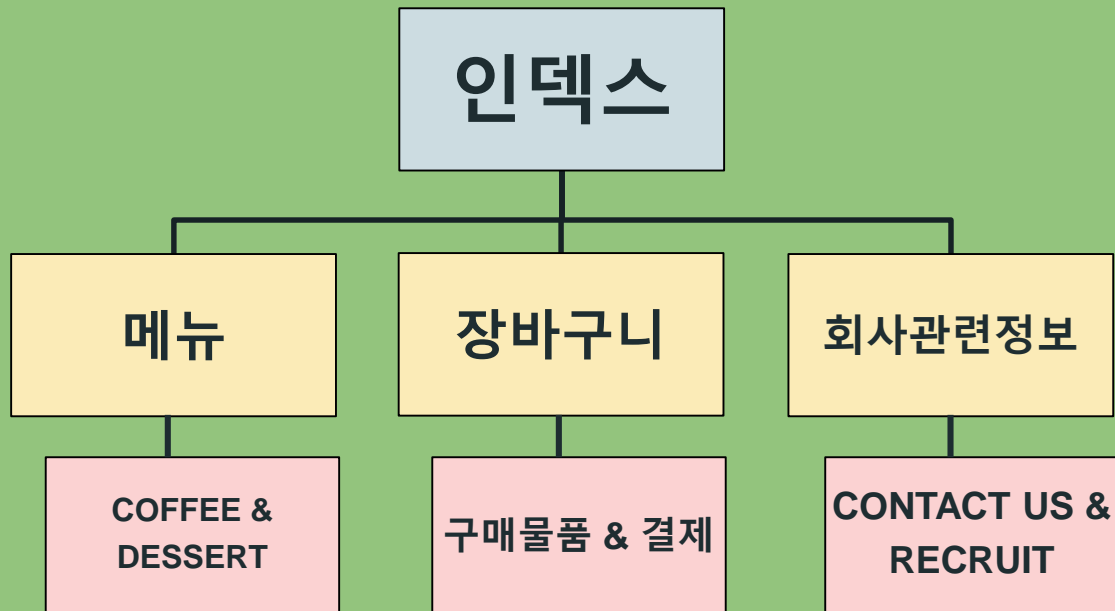 인덱스
메뉴
장바구니
회사관련정보
COFFEE &
DESSERT
구매물품 & 결제
CONTACT US &
RECRUIT